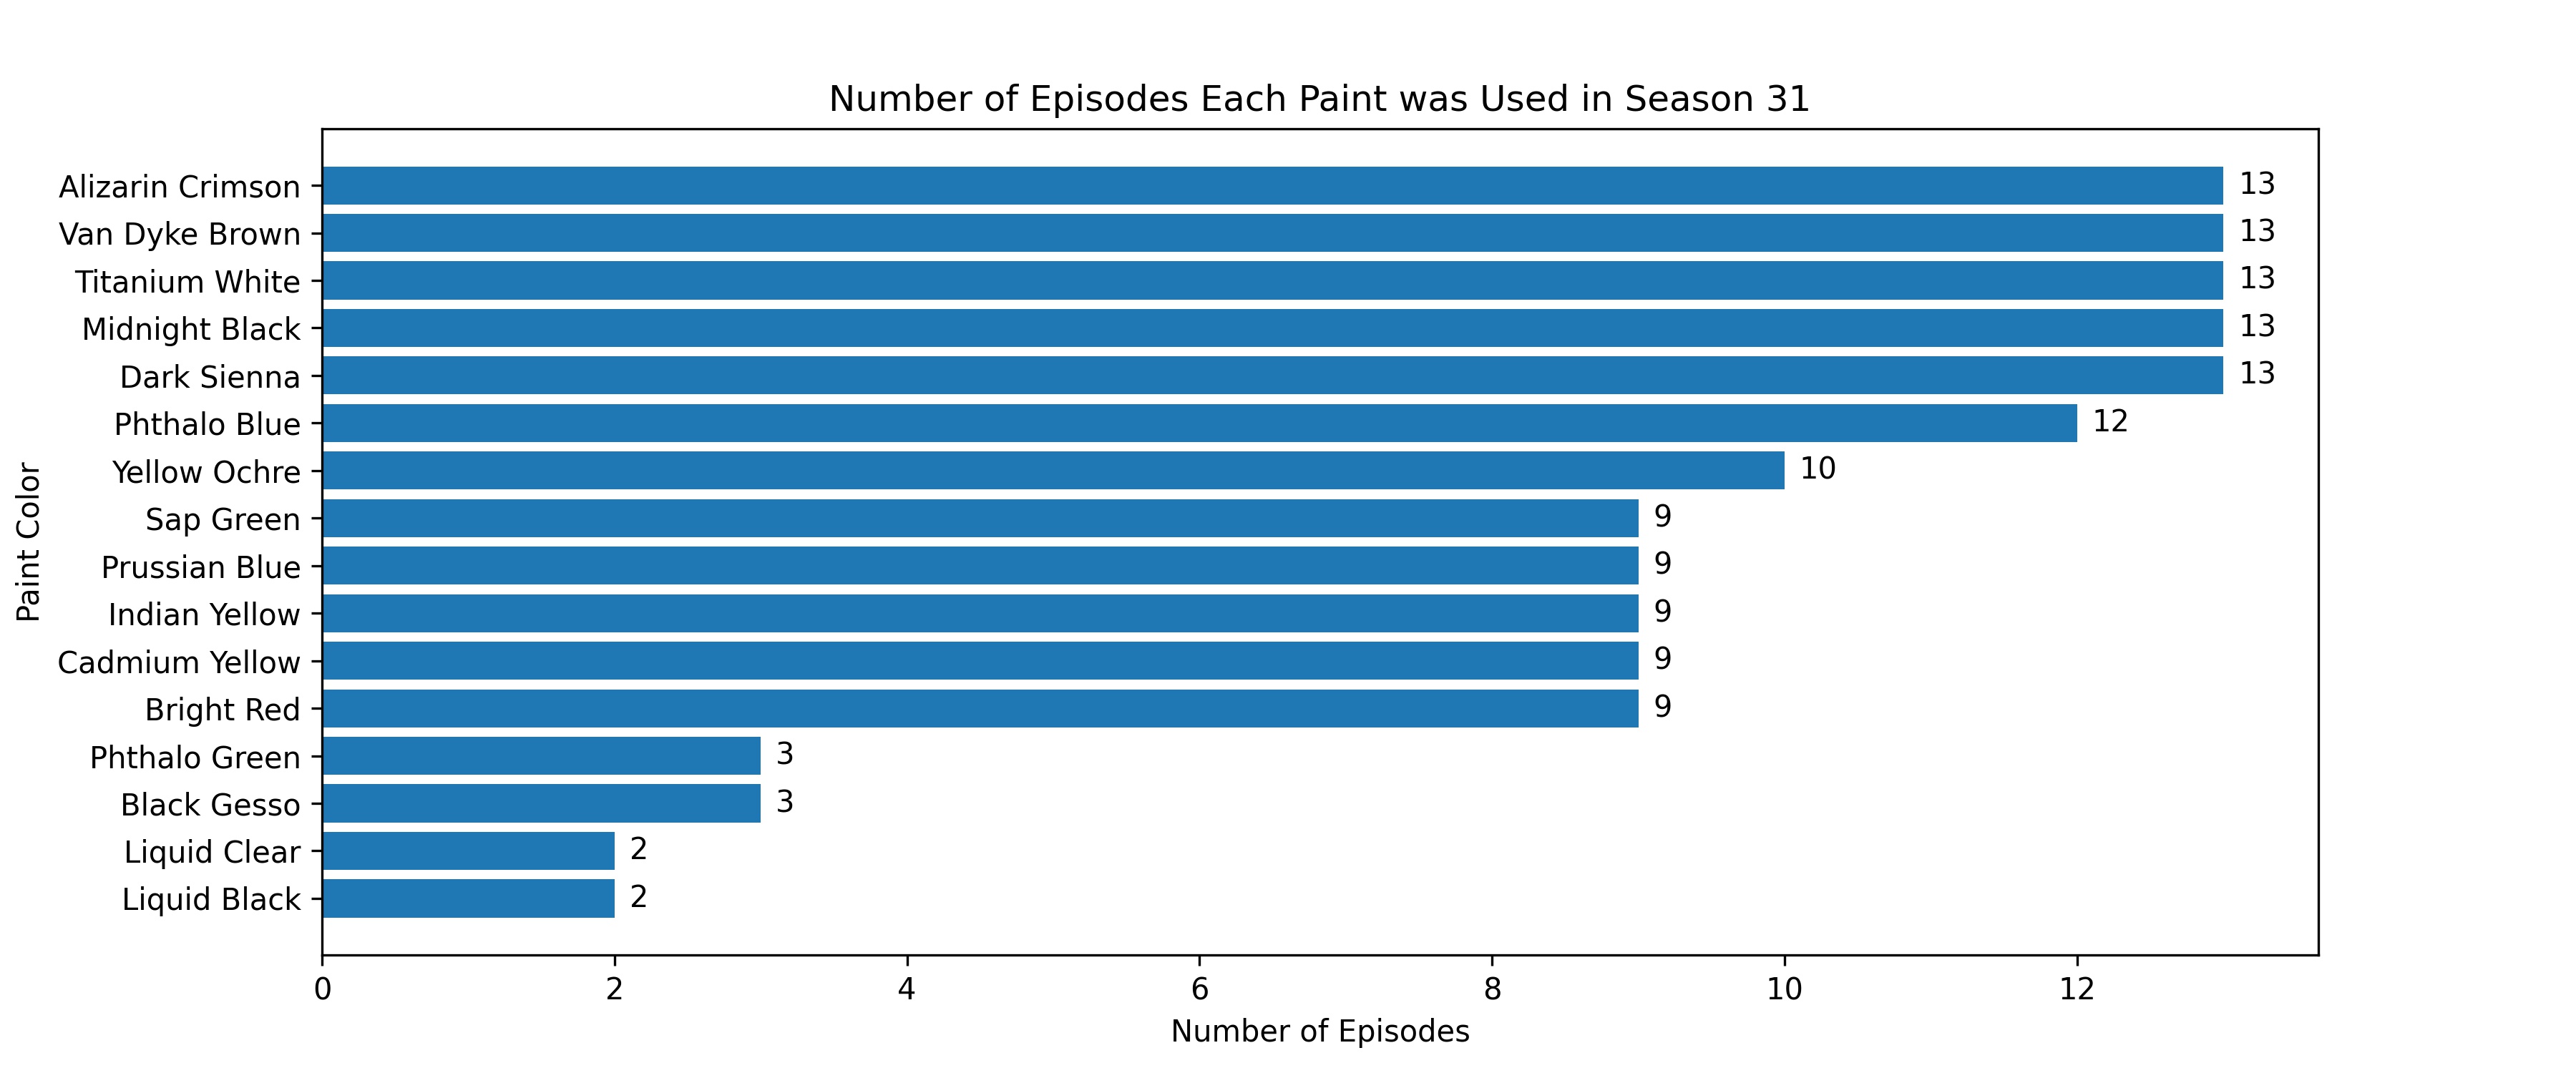 Number of Episodes Each Paint was Used in Season 31
Paint Color
Alizarin Crimson 13
Van Dyke Brown 13
Titanium White 13
Midnight Black 13
Dark Sienna 13
Phthalo Blue 12
Yellow Ochre 10
Sap Green 9
Prussian Blue 9
Indian Yellow 9
Cadmium Yellow 9
Bright Red 9
Phthalo Green 3
Black Gesso 3
Liquid Clear 2
Liquid Black 2
0 2 4 6 8 10 12
Number of Episodes